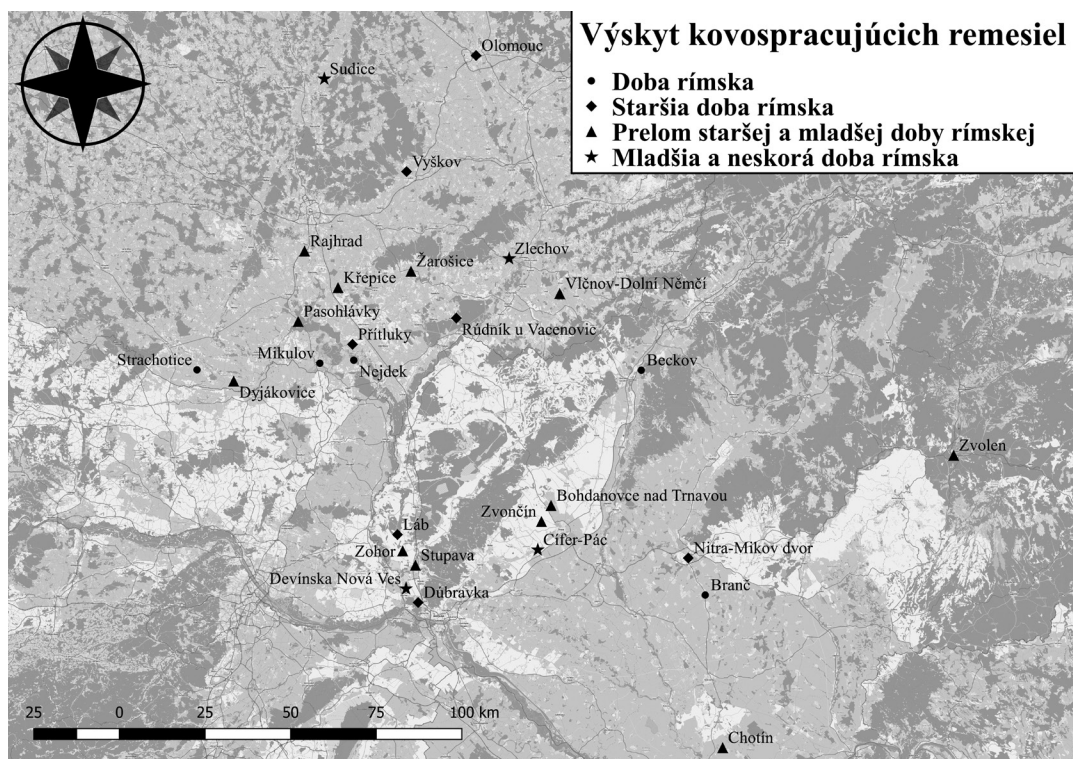 Výskyt kovospracujúcich remesiel
Doba rímska
Staršia doba rímska
Prelom staršej a mladšej doby rímskej
Mladšia a neskorá doba rímska
Olomouc
Sudice
Vyškov
Rajhrad
Zlechov
Žarošice
Křepice
Vlčnov-Dolní Němčí
Pasohlávky
Růdník u Vacenovic
Přítluky
Strachotice
Mikulov
Nejdek
Beckov
Dyjákovice
Zvolen
Bohdanovce nad Trnavou
Zvončín
Láb
Cífer-Pác
Zohor
Stupava
Nitra-Mikov dvor
Devínska Nová Ves
Důbravka
Branč
Chotín
25 0 25 50 75 100 km